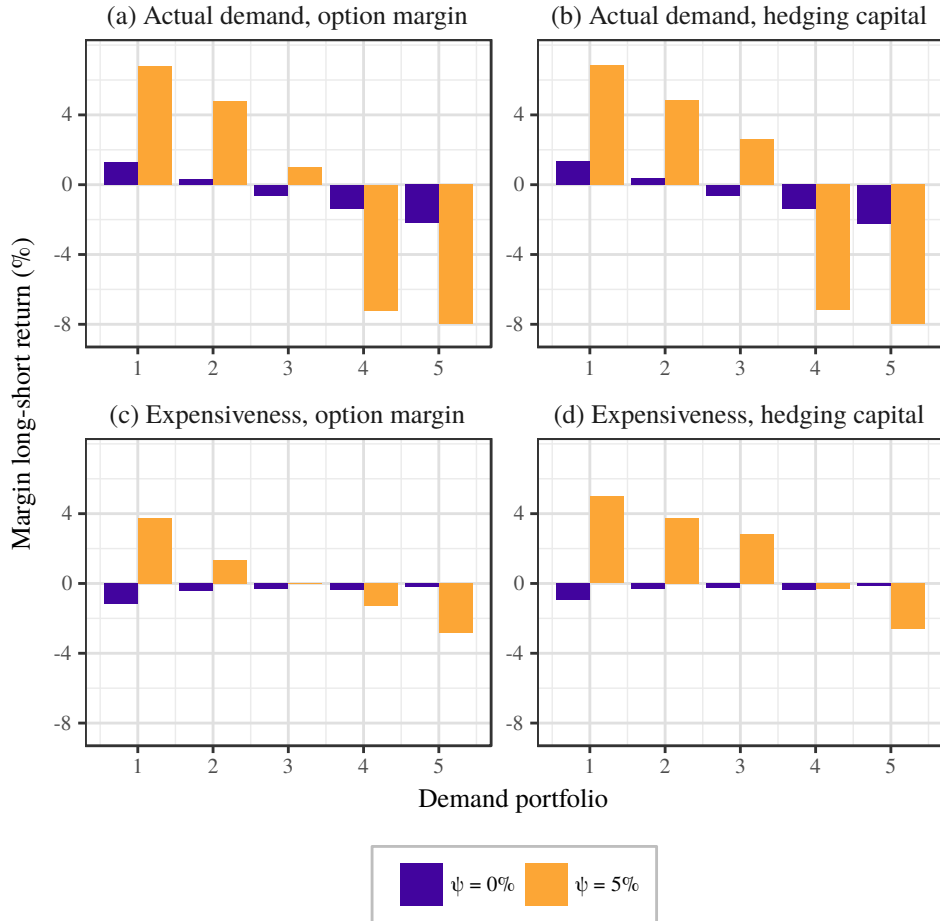 (a) Actual demand, option margin
(b) Actual demand, hedging capital
4
0
-4
-8
1 2 3 4 5
4
0
-4
-8
1 2 3 4 5
(c) Expensiveness, option margin
(d) Expensiveness, hedging capital
4
0
-4
-8
1 2 3 4 5
4
0
-4
-8
1 2 3 4 5
Margin long-short return (%)
Demand portfolio
ψ = 0%
ψ = 5%